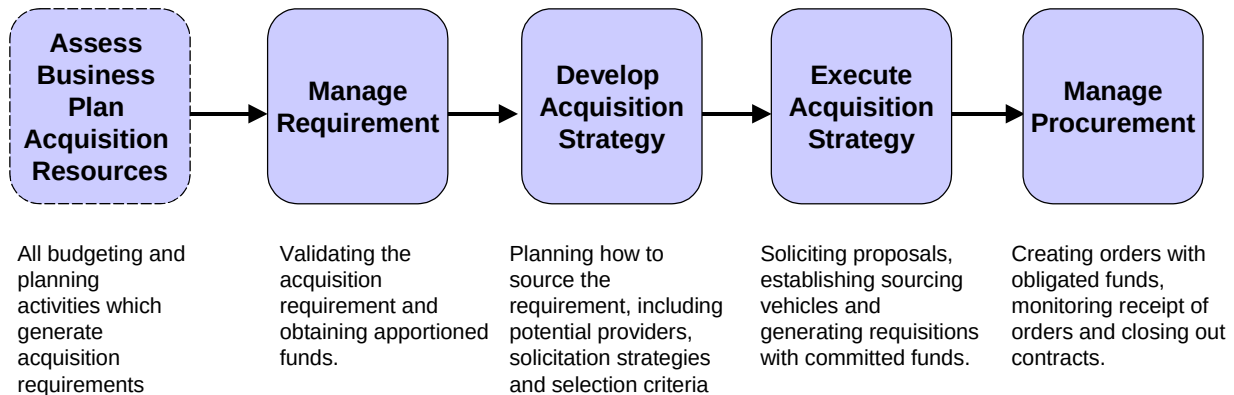 Assess
Business
Plan
Acquisition
Resources
Manage
Requirement
Develop
Acquisition
Strategy
Execute
Acquisition
Strategy
Manage
Procurement
All budgeting and
planning
activities which
generate
acquisition
requirements
Validating the
acquisition
requirement and
obtaining apportioned
funds.
Planning how to
source the
requirement, including
potential providers,
solicitation strategies
and selection criteria
Soliciting proposals,
establishing sourcing
vehicles and
generating requisitions
with committed funds.
Creating orders with
obligated funds,
monitoring receipt of
orders and closing out
contracts.